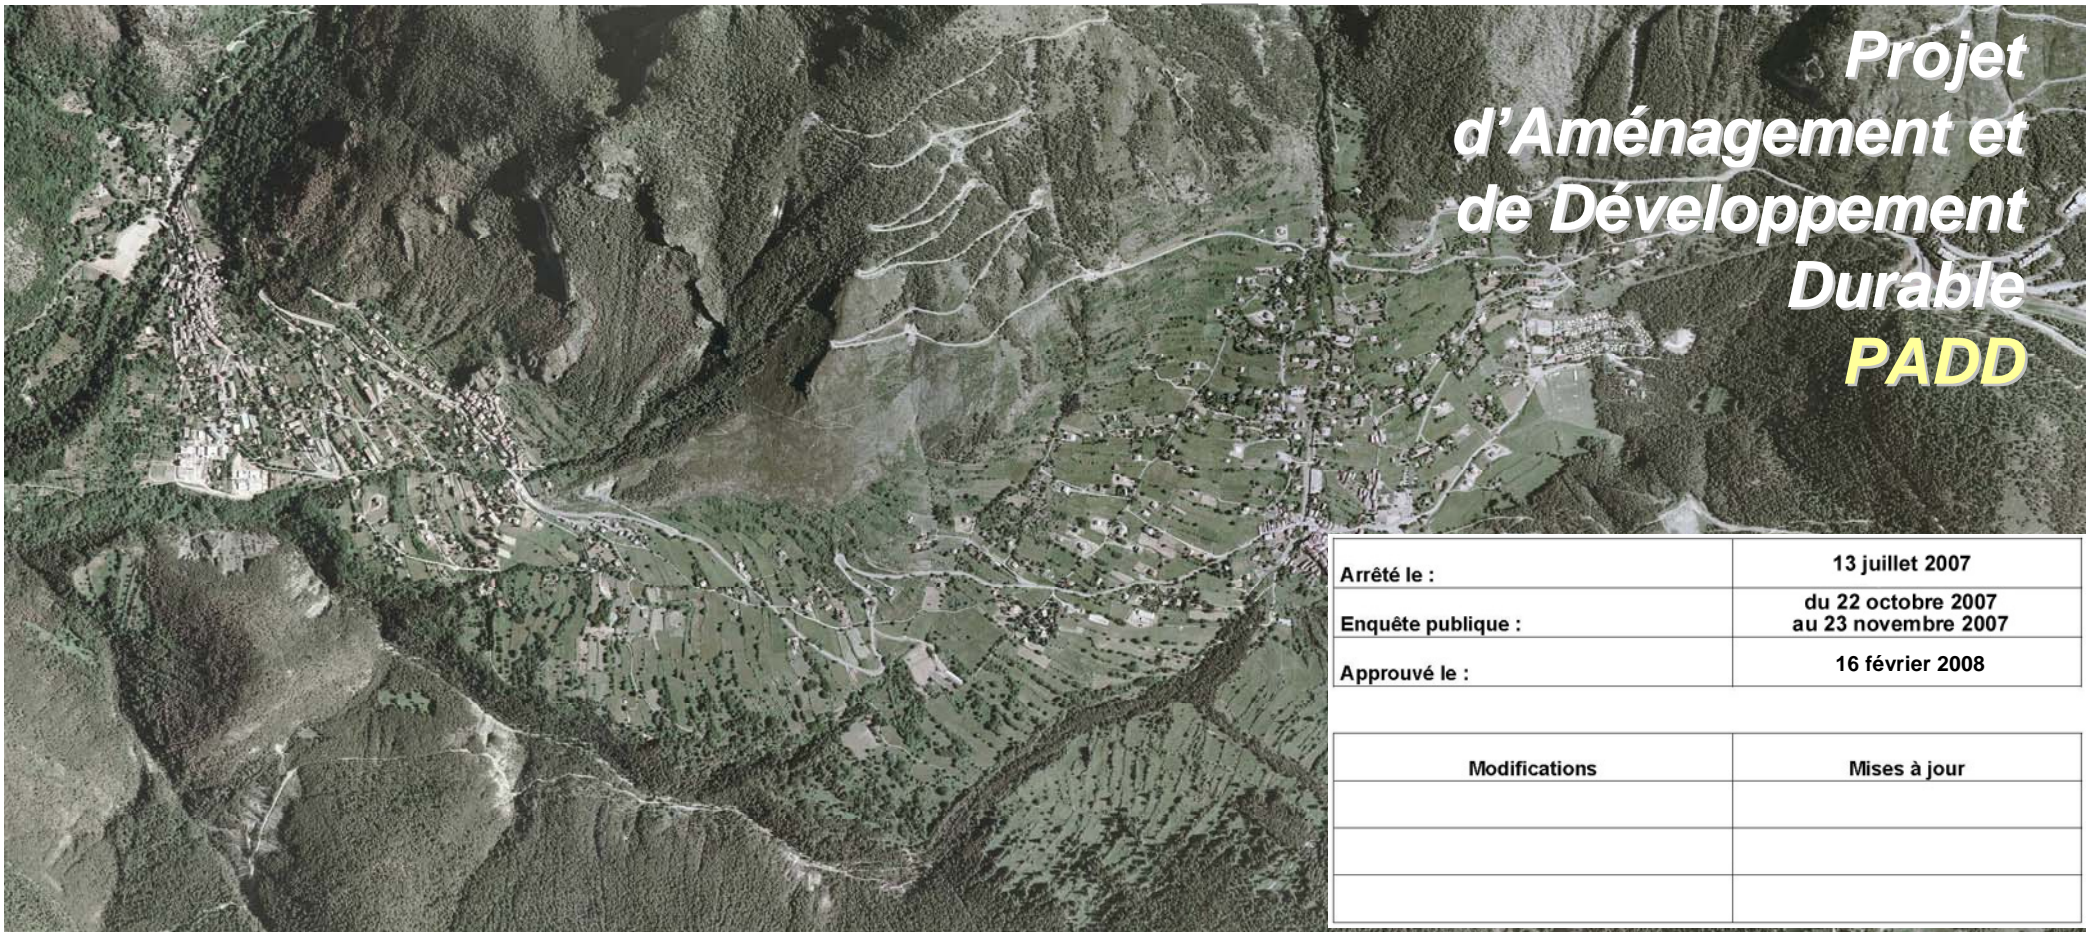 Projet
d'Aménagement et
de Développement
Durable
PADD
Arrêté le :
13 juillet 2007
Enquête publique :
du 22 octobre 2007
au 23 novembre 2007
Approuvé le :
16 février 2008
Modifications
Mises à jour